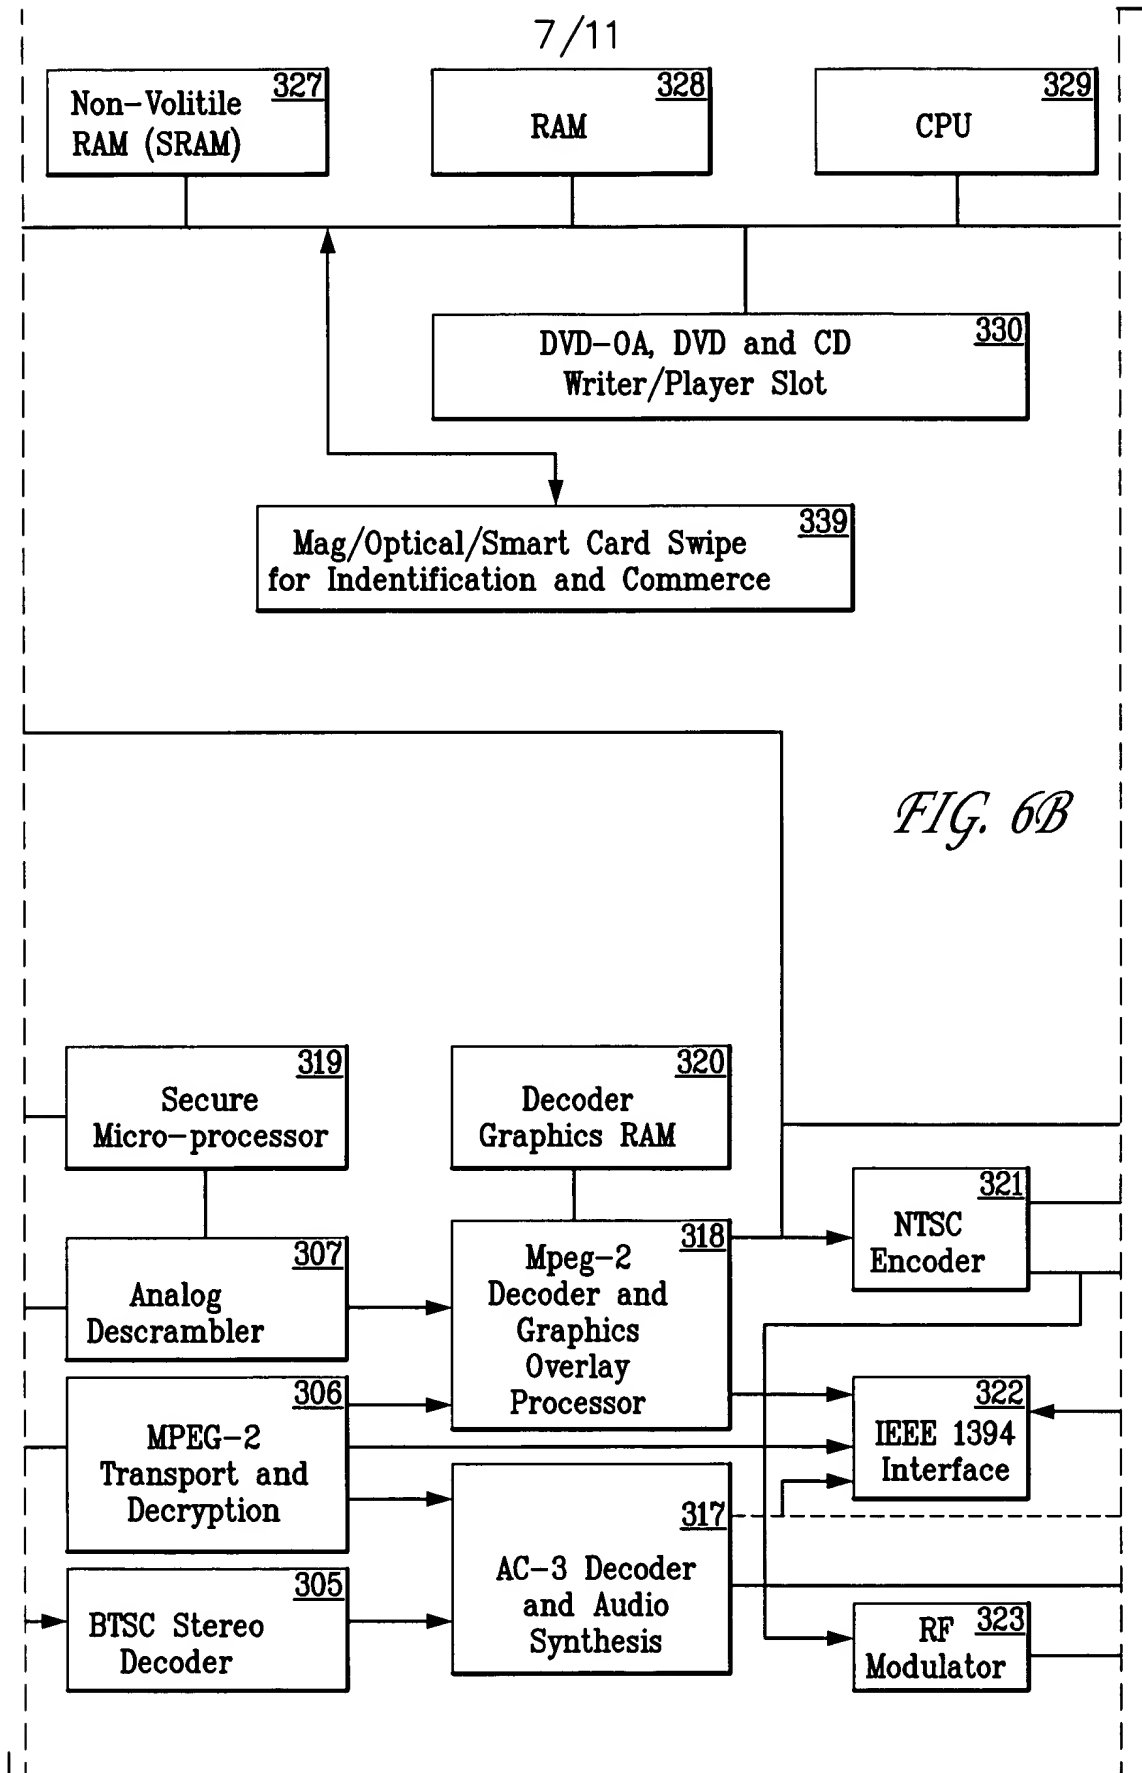 7/11
327
Non-Volitile
RAM (SRAM)
328
RAM
329
CPU
330
DVD-OA, DVD and CD
Writer/Player Slot
339
Mag/Optical/Smart Card Swipe
for Indentification and Commerce
FIG. 6B
319
Secure
Micro-processor
320
Decoder
Graphics RAM
321
NTSC
Encoder
307
Analog
Descrambler
318
Mpeg-2
Decoder and
Graphics
Overlay
Processor
306
MPEG-2
Transport and
Decryption
322
IEEE 1394
Interface
317
AC-3 Decoder
and Audio
Synthesis
305
BTSC Stereo
Decoder
323
RF
Modulator